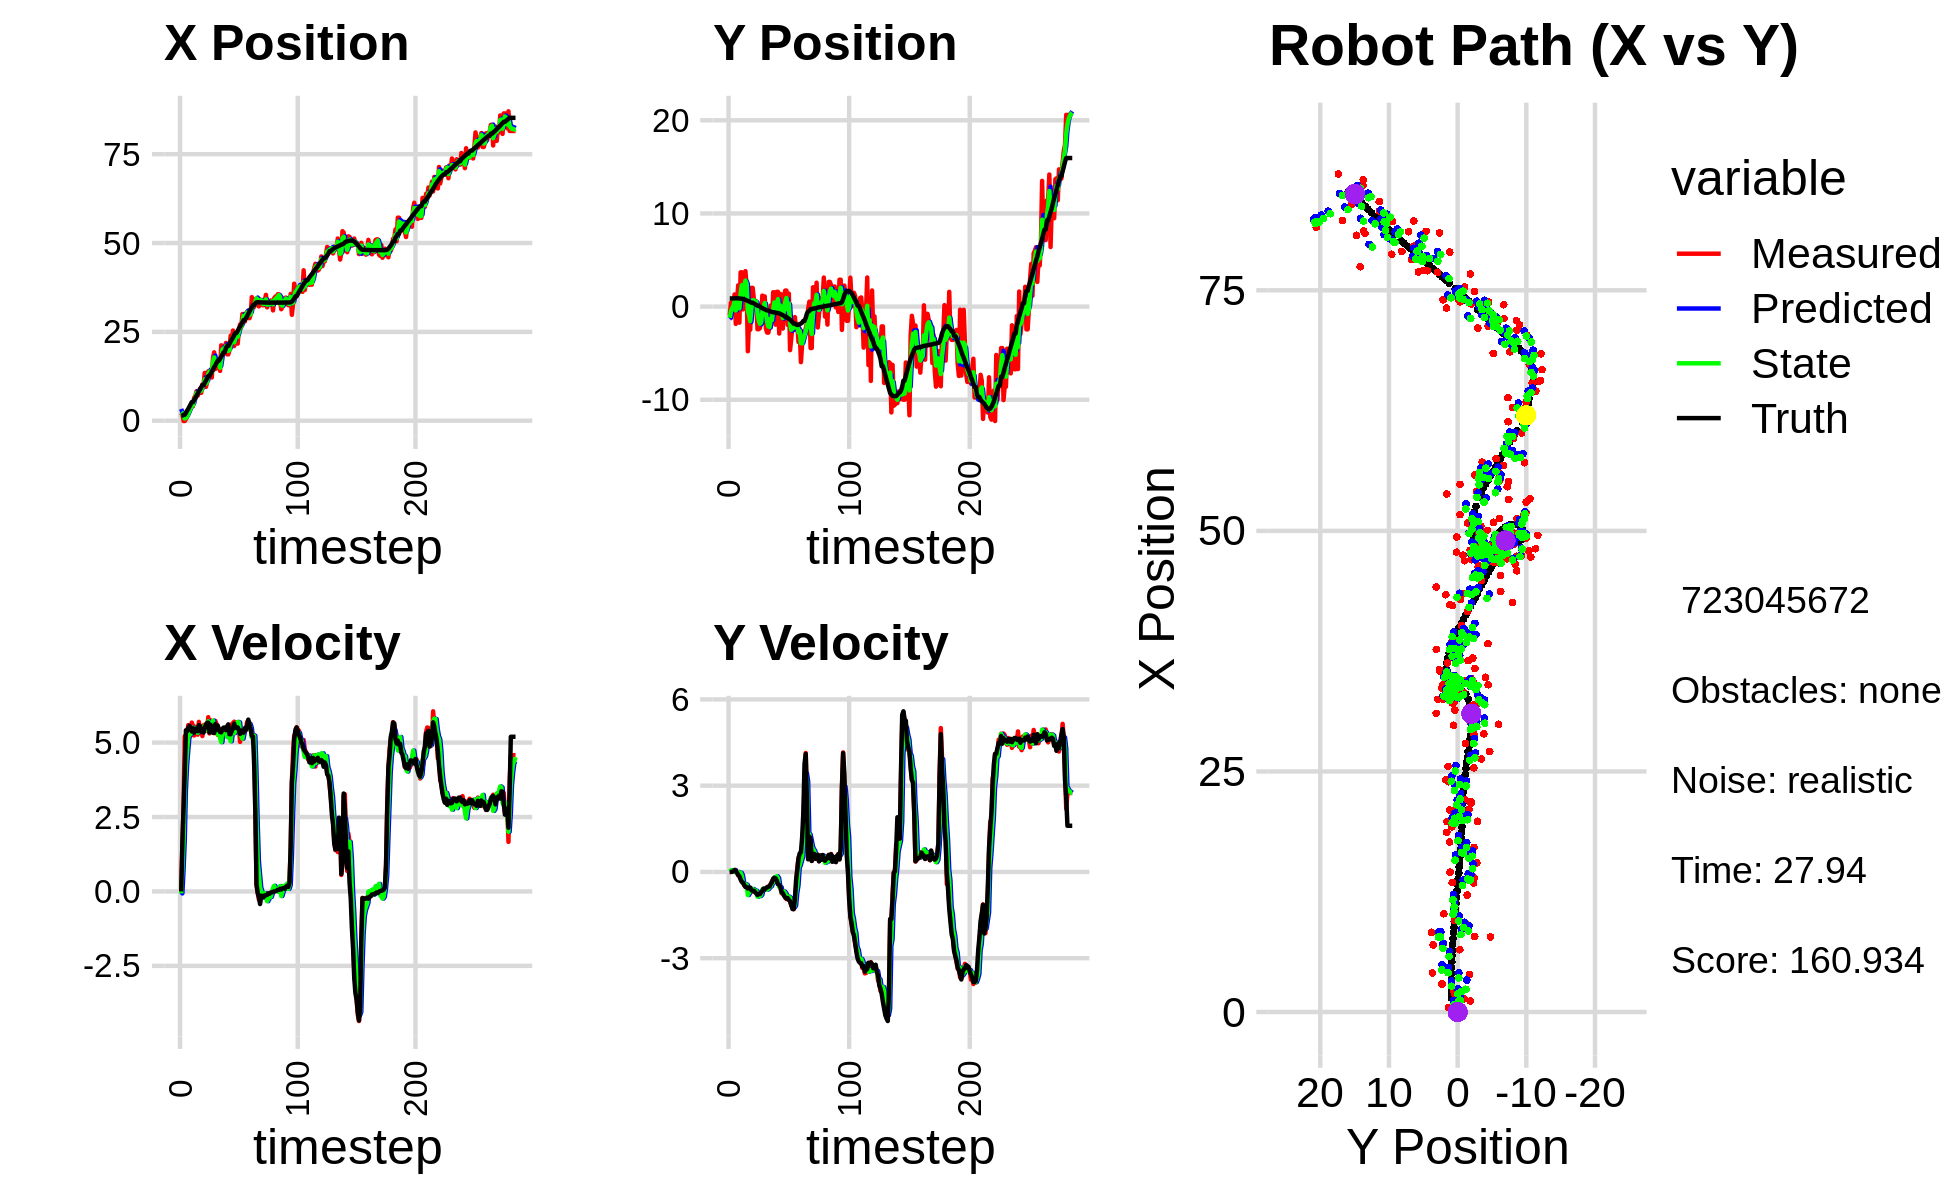 X Position
75
50
25
0
0
100
200
timestep
Y Position
20
10
0
-10
0
100
200
timestep
X Velocity
5.0
2.5
0.0
-2.5
0
100
200
timestep
Y Velocity
6
3
0
-3
0
100
200
timestep
Robot Path (X vs Y)
X Position
75
50
25
0
20 10 0 -10 -20
Y Position
variable
Measured
Predicted
State
Truth
723045672
Obstacles: none
Noise: realistic
Time: 27.94
Score: 160.934